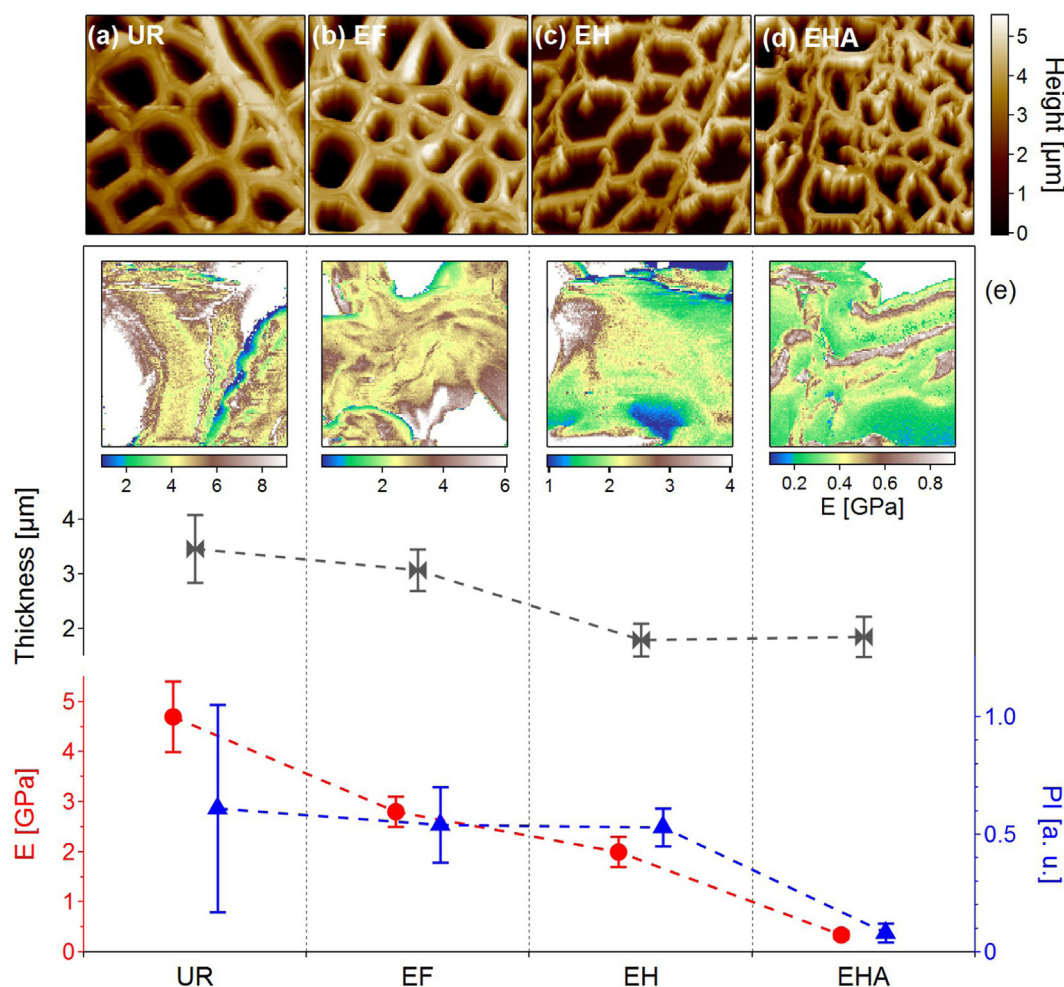 (a) UR
(b) EF
(c) EH
(d) EHA
5
4
3
2
1
0
Height [µm]
(e)
2 4 6 8
0 2 4 6
1 2 3 4
0.2 0.4 0.6 0.8
E [GPa]
Thickness [µm]
4
3
2
E [GPa]
5
4
3
2
1
0
1.0
0.5
0
PI [a. u.]
UR EF EH EHA